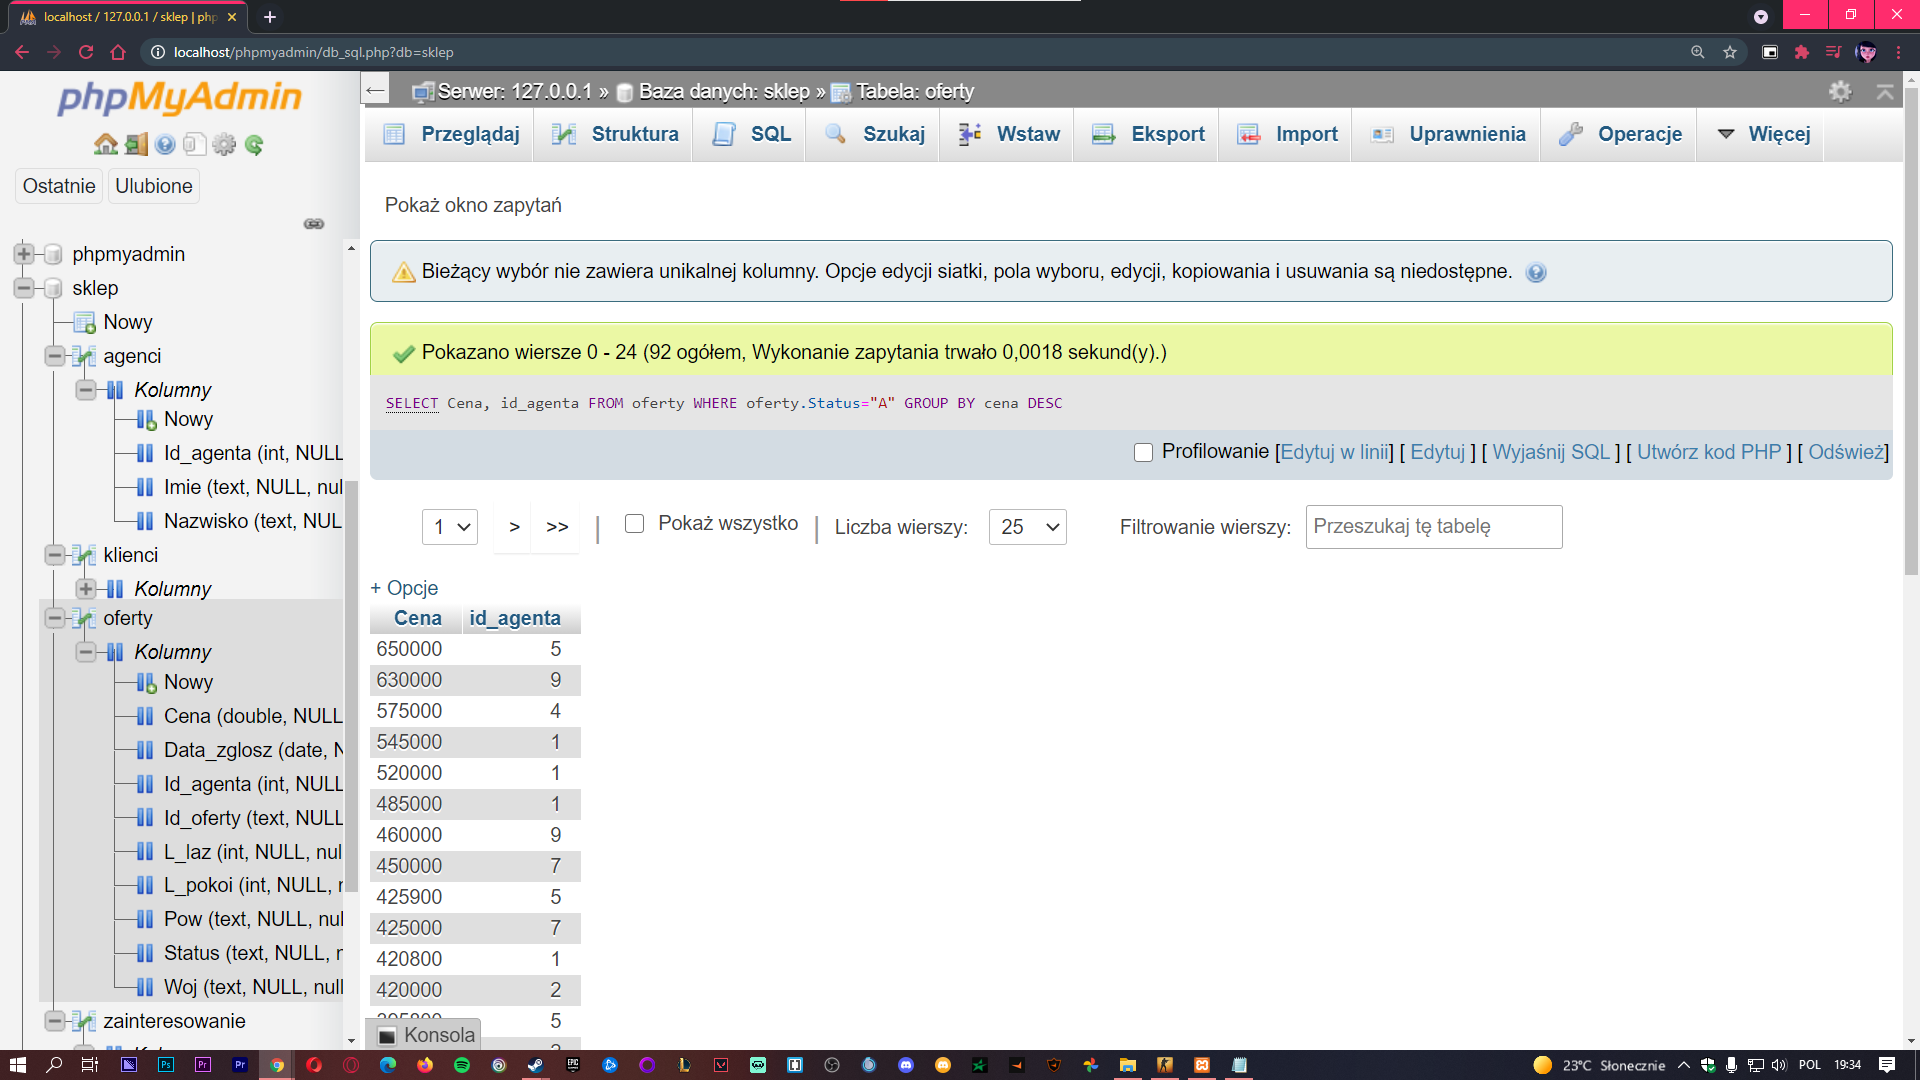 localhost / 127.0.0.1 / sklep | php
localhost/phpmyadmin/db_sql.php?db=sklep
phpMyAdmin
Ostatnie Ulubione
phpmyadmin
sklep
Nowy
agenci
Kolumny
Nowy
Id_agenta (int, NULL
Imie (text, NULL, nul
Nazwisko (text, NUL
klienci
Kolumny
oferty
Kolumny
Nowy
Cena (double, NULL
Data_zglosz (date, N
Id_agenta (int, NULL
Id_oferty (text, NULL
L_laz (int, NULL, nul
L_pokoi (int, NULL, r
Pow (text, NULL, nul
Status (text, NULL, r
Woj (text, NULL, null
zainteresowanie
Serwer: 127.0.0.1 » Baza danych: sklep » Tabela: oferty
Przeglądaj Struktura SQL Szukaj Wstaw Eksport Import Uprawnienia Operacje Więcej
Pokaż okno zapytań
Bieżący wybór nie zawiera unikalnej kolumny. Opcje edycji siatki, pola wyboru, edycji, kopiowania i usuwania są niedostępne.
Pokazano wiersze 0 - 24 (92 ogółem, Wykonanie zapytania trwało 0,0018 sekund(y).)
SELECT Cena, id_agenta FROM oferty WHERE oferty.Status="A" GROUP BY cena DESC
Profilowanie [Edytuj w linii] [ Edytuj ] [ Wyjaśnij SQL ] [ Utwórz kod PHP ] [ Odśwież]
1 > >> | Pokaż wszystko | Liczba wierszy: 25 Filtrowanie wierszy: Przeszukaj tę tabelę
+ Opcje
Cena id_agenta
650000 5
630000 9
575000 4
545000 1
520000 1
485000 1
460000 9
450000 7
425900 5
425000 7
420800 1
420000 2
5
Konsola
23°C Słonecznie POL 19:34